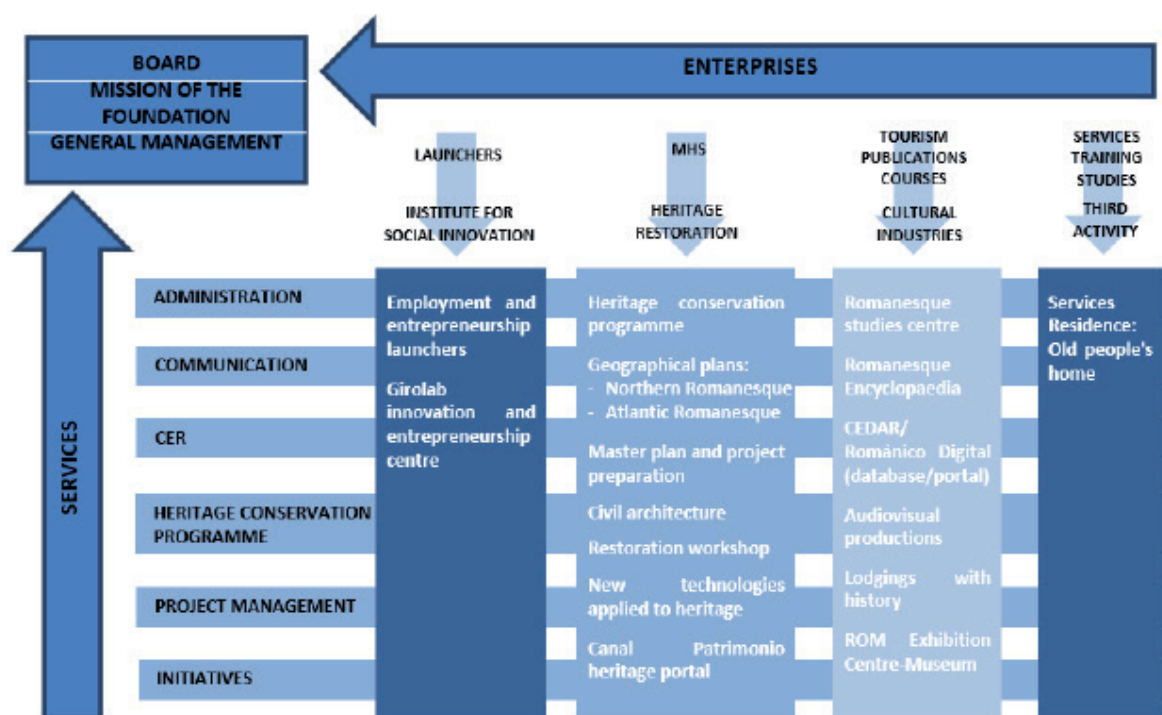 BOARD
MISSION OF THE
FOUNDATION
GENERAL MANAGEMENT
ENTERPRISES
LAUNCHERS
INSTITUTE FOR
SOCIAL INNOVATION
MHS
HERITAGE
RESTORATION
TOURISM
PUBLICATIONS
COURSES
CULTURAL
INDUSTRIES
SERVICES
TRAINING
STUDIES
THIRD
ACTIVITY
SERVICES
ADMINISTRATION
COMMUNICATION
CER
HERITAGE CONSERVATION
PROGRAMME
PROJECT MANAGEMENT
INITIATIVES
Employment and
entrepreneurship
launchers
Girolab
innovation and
entrepreneurship
centre
Heritage conservation
programme
Geographical plans:
- Northern Romanesque
- Atlantic Romanesque
Master plan and project
preparation
Civil architecture
Restoration workshop
New technologies
applied to heritage
Canal Patrimonio
heritage portal
Romanesque
studies centre
Romanesque
Encyclopaedia
CEDAR/
Románico Digital
(database/portal)
Audiovisual
productions
Lodgings with
history
ROM Exhibition
Centre-Museum
Services
Residence:
Old people's
home